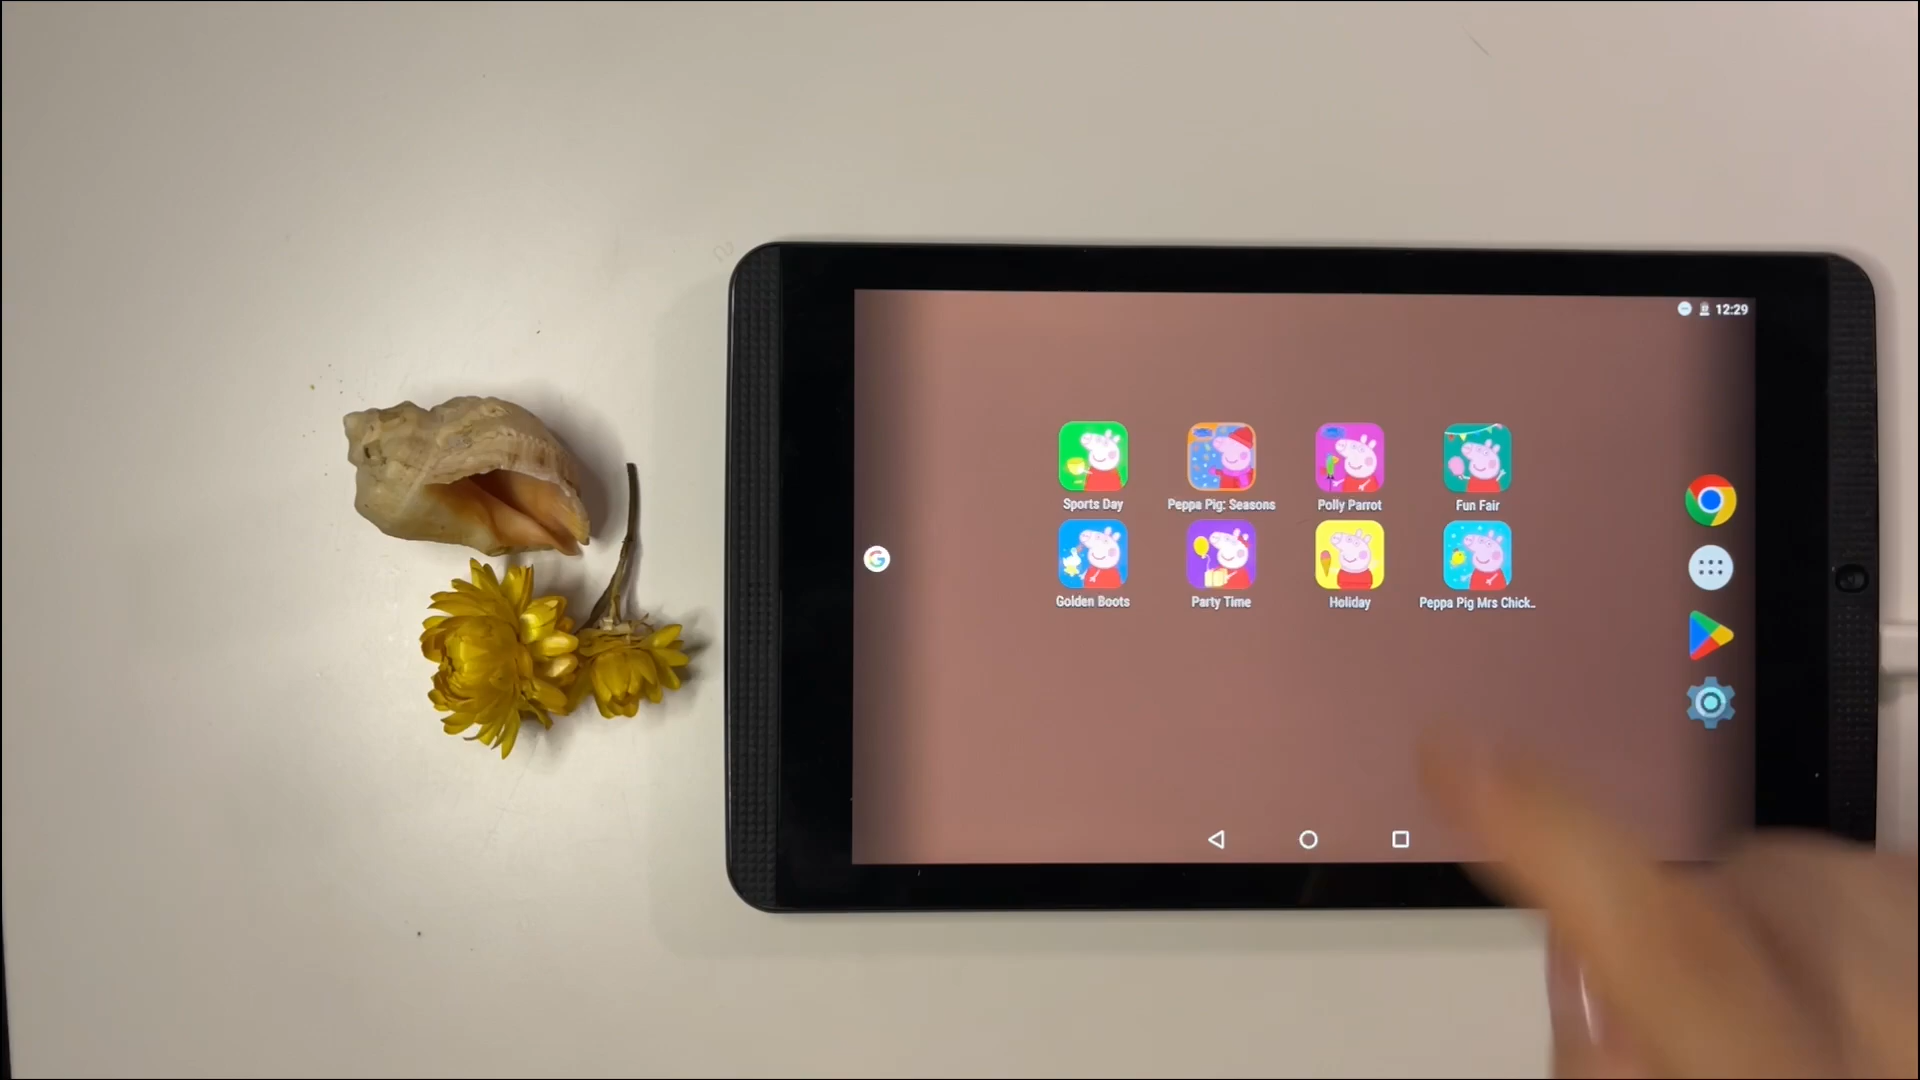 12:29
Sports Day
Peppa Pig: Seasons
Polly Parrot
Fun Fair
Golden Boots
Party Time
Holiday
Peppa Pig Mrs Chick..